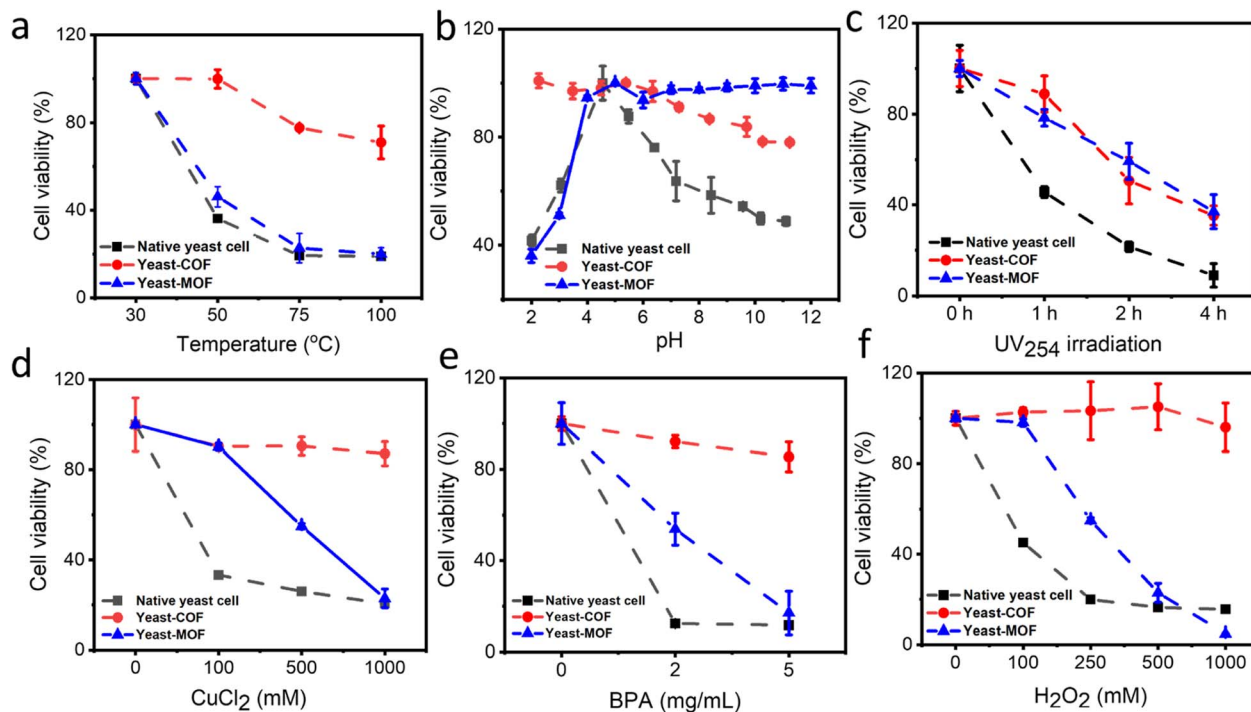 a
Cell viability (%)
120
80
40
0
Native yeast cell
Yeast-COF
Yeast-MOF
30 50 75 100
Temperature (°C)
b
Cell viability (%)
120
80
40
Native yeast cell
Yeast-COF
Yeast-MOF
2 4 6 8 10 12
pH
c
Cell viability (%)
120
80
40
0
Native yeast cell
Yeast-COF
Yeast-MOF
0 h 1 h 2 h 4 h
UV₂₅₄ irradiation
d
Cell viability (%)
120
80
40
0
Native yeast cell
Yeast-COF
Yeast-MOF
0 100 500 1000
CuCl₂ (mM)
e
Cell viability (%)
120
80
40
0
Native yeast cell
Yeast-COF
Yeast-MOF
0 2 5
BPA (mg/mL)
f
Cell viability (%)
120
80
40
0
Native yeast cell
Yeast-COF
Yeast-MOF
0 100 250 500 1000
H₂O₂ (mM)